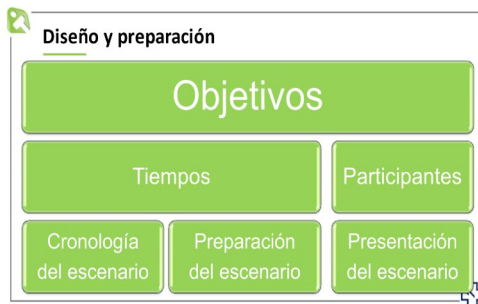 Diseño y preparación
Objetivos
Tiempos
Participantes
Cronología
del escenario
Preparación
del escenario
Presentación
del escenario